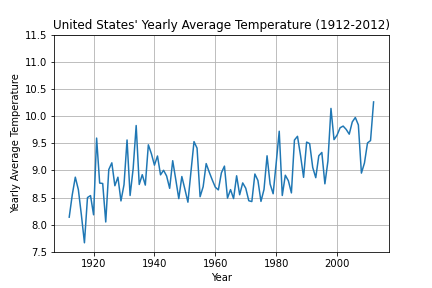 United States' Yearly Average Temperature (1912-2012)
11.5
11.0
10.5
10.0
9.5
9.0
8.5
8.0
7.5
Yearly Average Temperature
1920 1940 1960 1980 2000
Year